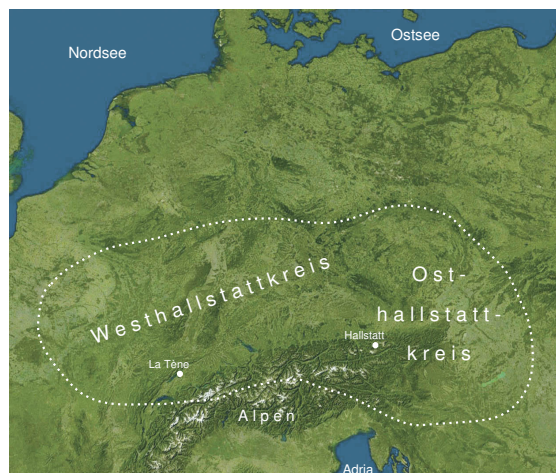 Nordsee
Ostsee
Westhallstattkreis
Ost-
hallstatt-
kreis
Hallstatt
La Tène
Alpen
Adria